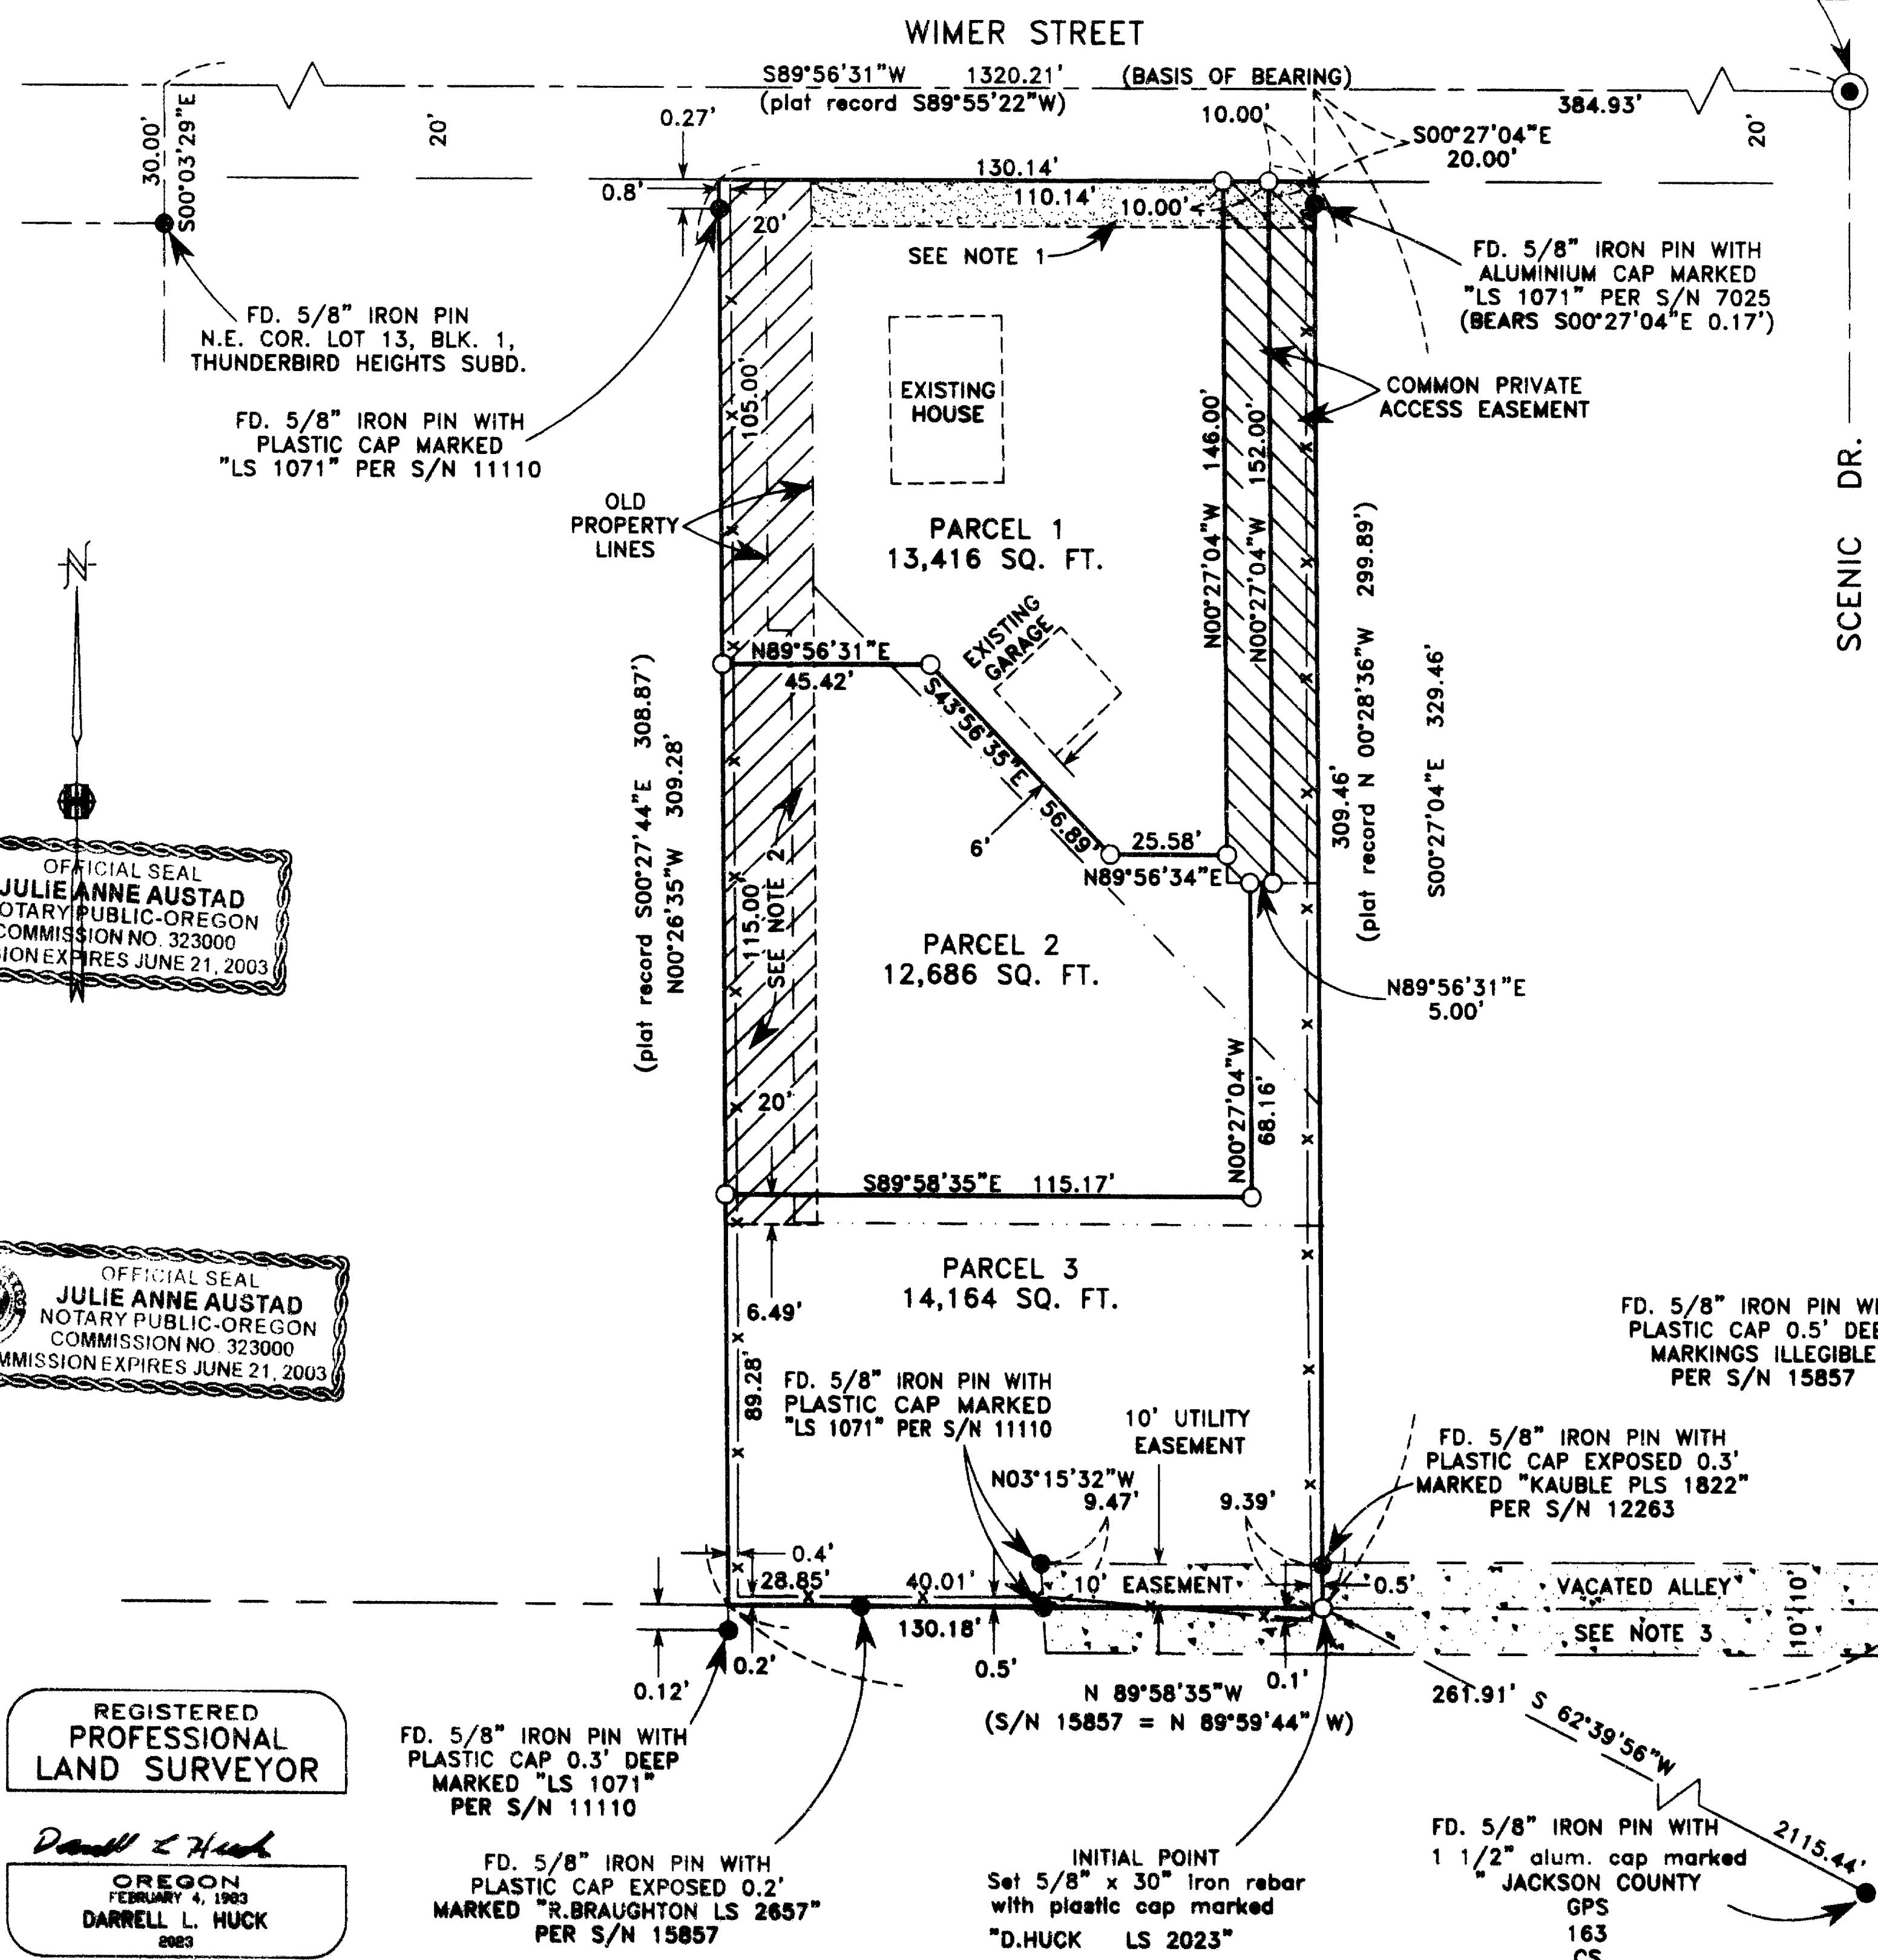 WIMER STREET
S89°56'31"W 1320.21' (BASIS OF BEARING)
(plat record S89°55'22"W)
384.93'
30.00'
S00°03'29"E
20'
0.27'
10.00'
S00°27'04"E
20.00'
20'
130.14'
0.8'
110.14'
10.00'
20'
SEE NOTE 1
FD. 5/8" IRON PIN WITH
ALUMINIUM CAP MARKED
"LS 1071" PER S/N 7025
(BEARS S00°27'04"E 0.17')
FD. 5/8" IRON PIN
N.E. COR. LOT 13, BLK. 1,
THUNDERBIRD HEIGHTS SUBD.
FD. 5/8" IRON PIN WITH
PLASTIC CAP MARKED
"LS 1071" PER S/N 11110
EXISTING
HOUSE
105.00'
N00°27'04"W 146.00'
N00°27'04"W 152.00'
COMMON PRIVATE
ACCESS EASEMENT
SCENIC DR.
OLD
PROPERTY
LINES
PARCEL 1
13,416 SQ. FT.
N
EXISTING
GARAGE
N89°56'31"E
45.42'
S43°56'35"E 56.89'
6'
25.58'
N89°56'34"E
(plat record S00°27'44"E 308.87')
N00°26'35"W 309.28'
309.46'
(plat record N 00°28'36"W 299.89')
S00°27'04"E 329.46'
115.00'
SEE NOTE 2
PARCEL 2
12,686 SQ. FT.
N89°56'31"E
5.00'
N00°27'04"W
68.16'
20'
S89°58'35"E 115.17'
OFFICIAL SEAL
JULIE ANNE AUSTAD
OTARY PUBLIC-OREGON
COMMISSION NO. 323000
ION EXPIRES JUNE 21, 2003
OFFICIAL SEAL
JULIE ANNE AUSTAD
NOTARY PUBLIC-OREGON
COMMISSION NO. 323000
MMISSION EXPIRES JUNE 21, 2003
PARCEL 3
14,164 SQ. FT.
6.49'
89.28'
FD. 5/8" IRON PIN WITH
PLASTIC CAP MARKED
"LS 1071" PER S/N 11110
10' UTILITY
EASEMENT
N03°15'32"W
9.47'
9.39'
FD. 5/8" IRON PIN WI
PLASTIC CAP 0.5' DEE
MARKINGS ILLEGIBLE
PER S/N 15857
FD. 5/8" IRON PIN WITH
PLASTIC CAP EXPOSED 0.3'
MARKED "KAUBLE PLS 1822"
PER S/N 12263
0.4'
28.85'
40.01'
10' EASEMENT
0.5'
VACATED ALLEY
10' 10'
130.18'
SEE NOTE 3
0.12'
0.2'
0.5'
0.1'
N 89°58'35"W
(S/N 15857 = N 89°59'44" W)
261.91'
S 62°39'56"W
2115.44'
REGISTERED
PROFESSIONAL
LAND SURVEYOR
Darrell L Huck
OREGON
FEBRUARY 4, 1983
DARRELL L. HUCK
2023
FD. 5/8" IRON PIN WITH
PLASTIC CAP 0.3' DEEP
MARKED "LS 1071"
PER S/N 11110
FD. 5/8" IRON PIN WITH
PLASTIC CAP EXPOSED 0.2'
MARKED "R.BRAUGHTON LS 2657"
PER S/N 15857
INITIAL POINT
Set 5/8" x 30" iron rebar
with plastic cap marked
"D.HUCK LS 2023"
FD. 5/8" IRON PIN WITH
1 1/2" alum. cap marked
" JACKSON COUNTY
GPS
163
CS